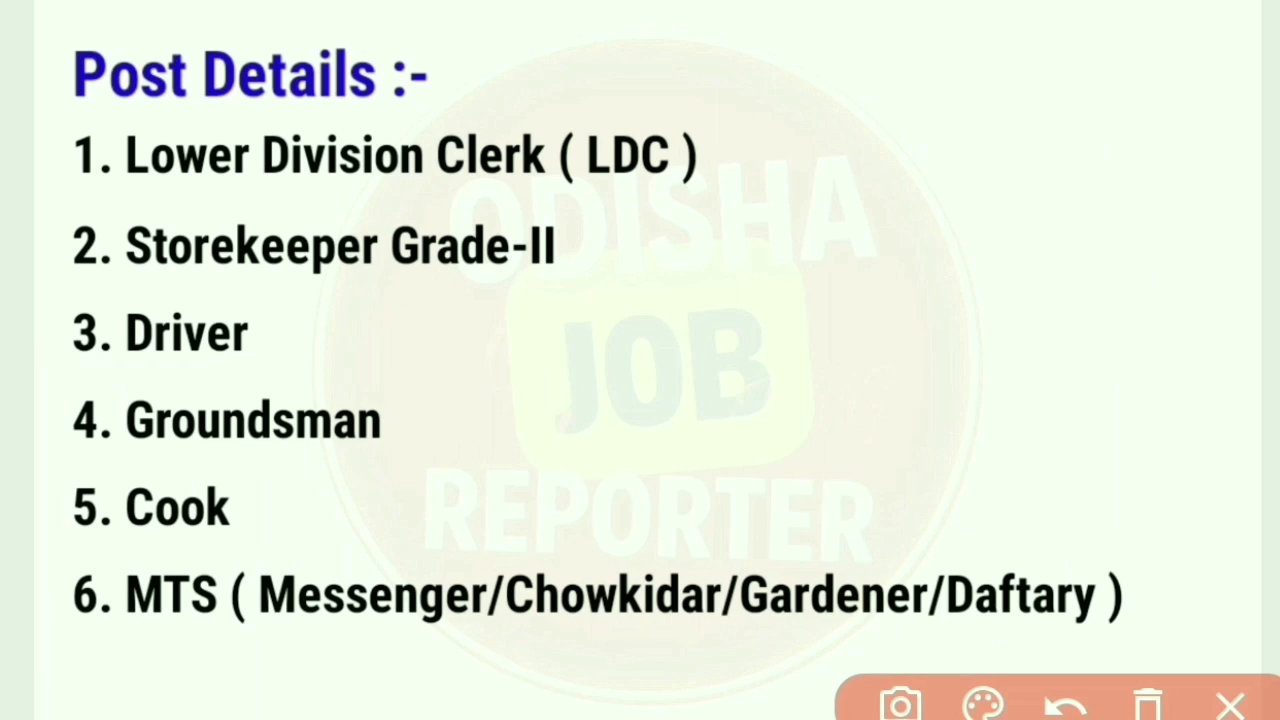 Post Details :-
1. Lower Division Clerk ( LDC )
2. Storekeeper Grade-II
3. Driver
4. Groundsman
5. Cook
6. MTS ( Messenger/Chowkidar/Gardener/Daftary )
ODISHA
JOB
REPORTER